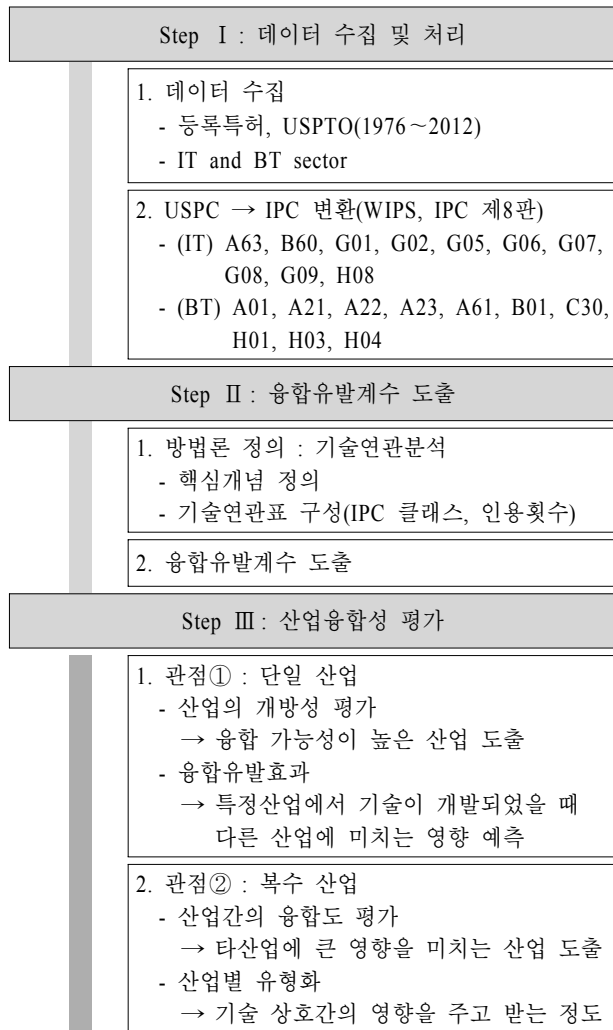 Step Ⅰ : 데이터 수집 및 처리
1. 데이터 수집
- 등록특허, USPTO(1976～2012)
- IT and BT sector
2. USPC → IPC 변환(WIPS, IPC 제8판)
- (IT) A63, B60, G01, G02, G05, G06, G07,
G08, G09, H08
- (BT) A01, A21, A22, A23, A61, B01, C30,
H01, H03, H04
Step Ⅱ : 융합유발계수 도출
1. 방법론 정의 : 기술연관분석
- 핵심개념 정의
- 기술연관표 구성(IPC 클래스, 인용횟수)
2. 융합유발계수 도출
Step Ⅲ : 산업융합성 평가
1. 관점① : 단일 산업
- 산업의 개방성 평가
→ 융합 가능성이 높은 산업 도출
- 융합유발효과
→ 특정산업에서 기술이 개발되었을 때
다른 산업에 미치는 영향 예측
2. 관점② : 복수 산업
- 산업간의 융합도 평가
→ 타산업에 큰 영향을 미치는 산업 도출
- 산업별 유형화
→ 기술 상호간의 영향을 주고 받는 정도